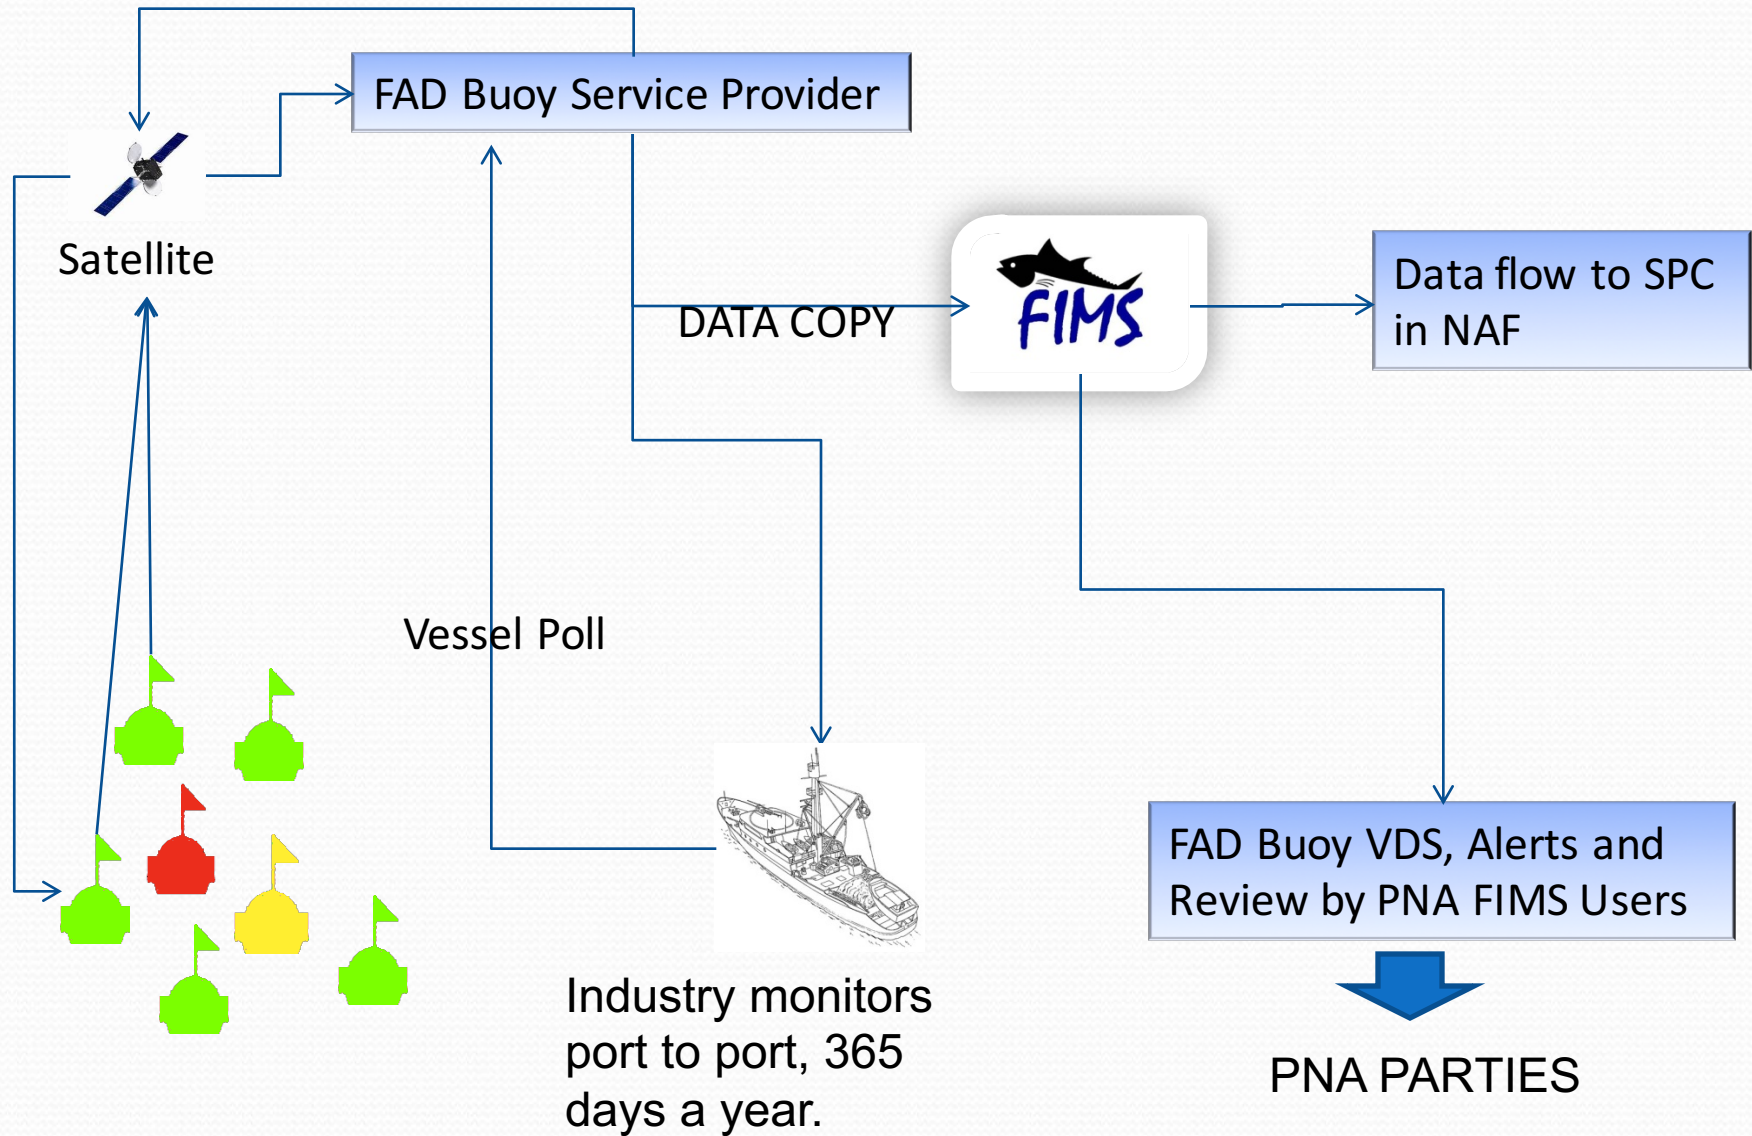 FAD Buoy Service Provider
Satellite
DATA COPY
FIMS
Data flow to SPC
in NAF
Vessel Poll
FAD Buoy VDS, Alerts and
Review by PNA FIMS Users
Industry monitors
port to port, 365
days a year.
PNA PARTIES